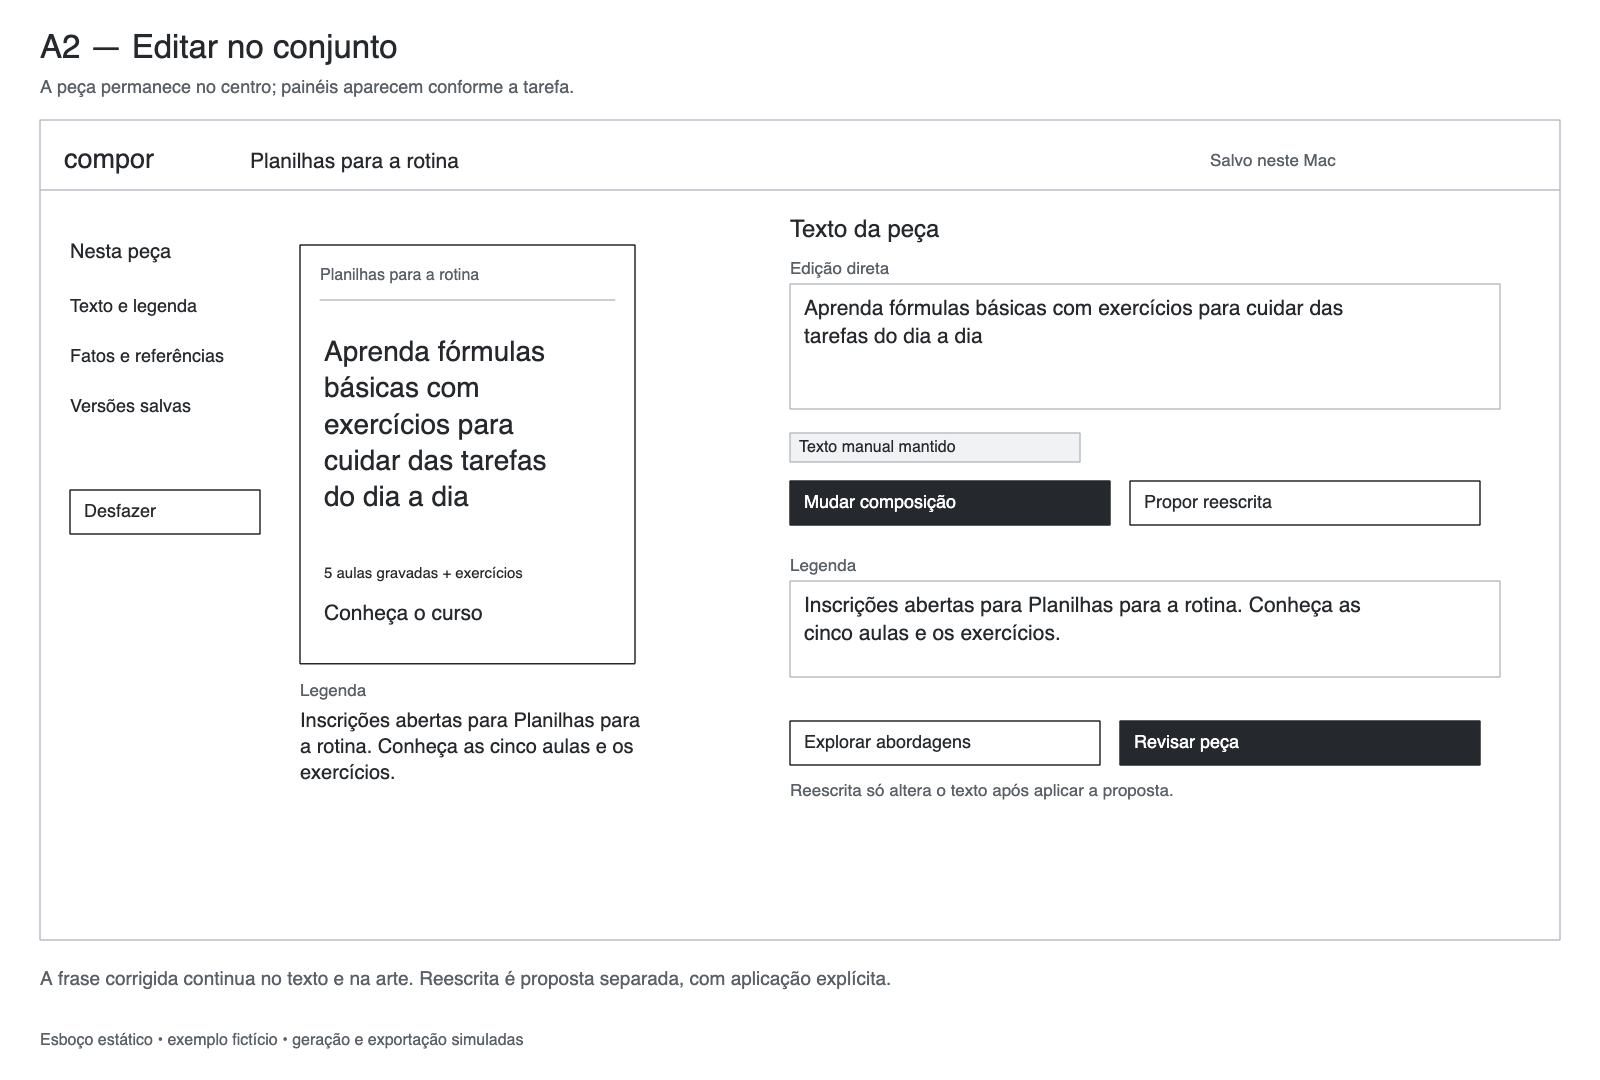 A2 — Editar no conjunto
A peça permanece no centro; painéis aparecem conforme a tarefa.
compor
Planilhas para a rotina
Salvo neste Mac
Nesta peça
Texto e legenda
Fatos e referências
Versões salvas
Desfazer
Planilhas para a rotina
Aprenda fórmulas
básicas com
exercícios para
cuidar das tarefas
do dia a dia
5 aulas gravadas + exercícios
Conheça o curso
Legenda
Inscrições abertas para Planilhas para
a rotina. Conheça as cinco aulas e os
exercícios.
Texto da peça
Edição direta
Aprenda fórmulas básicas com exercícios para cuidar das
tarefas do dia a dia
Texto manual mantido
Mudar composição
Propor reescrita
Legenda
Inscrições abertas para Planilhas para a rotina. Conheça as
cinco aulas e os exercícios.
Explorar abordagens
Revisar peça
Reescrita só altera o texto após aplicar a proposta.
A frase corrigida continua no texto e na arte. Reescrita é proposta separada, com aplicação explícita.
Esboço estático • exemplo fictício • geração e exportação simuladas